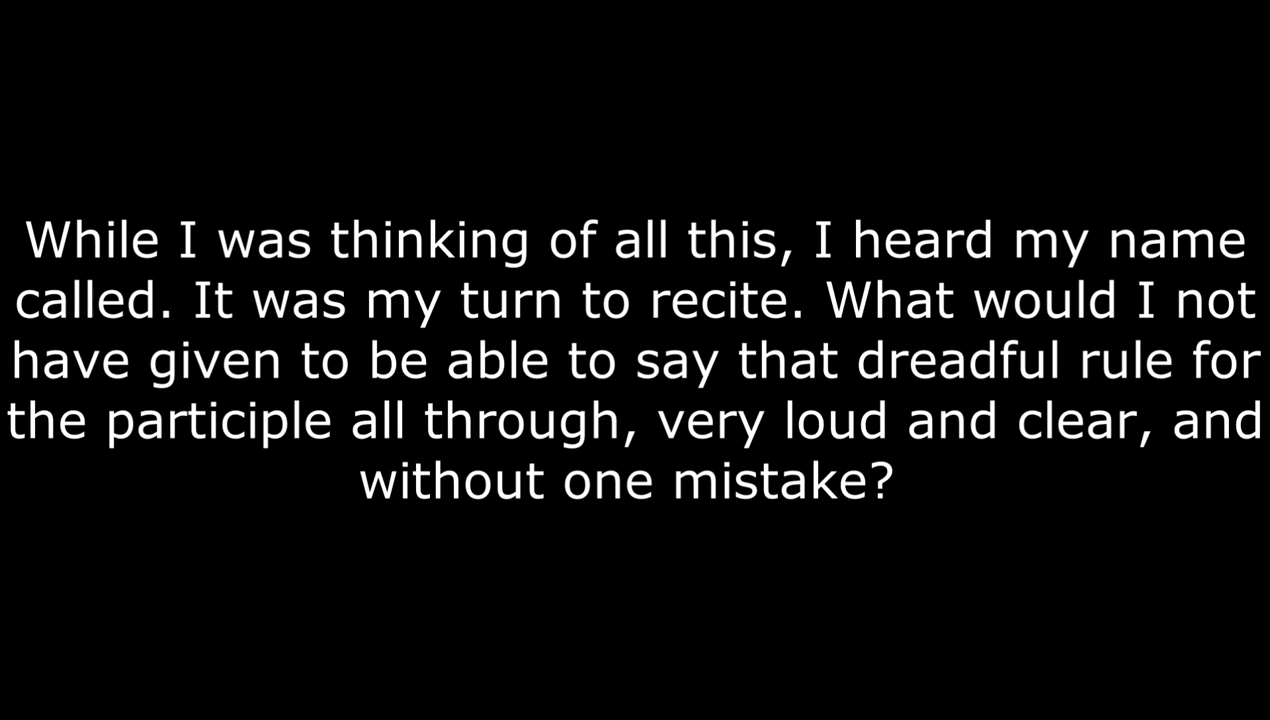 While I was thinking of all this, I heard my name
called. It was my turn to recite. What would I not
have given to be able to say that dreadful rule for
the participle all through, very loud and clear, and
without one mistake?